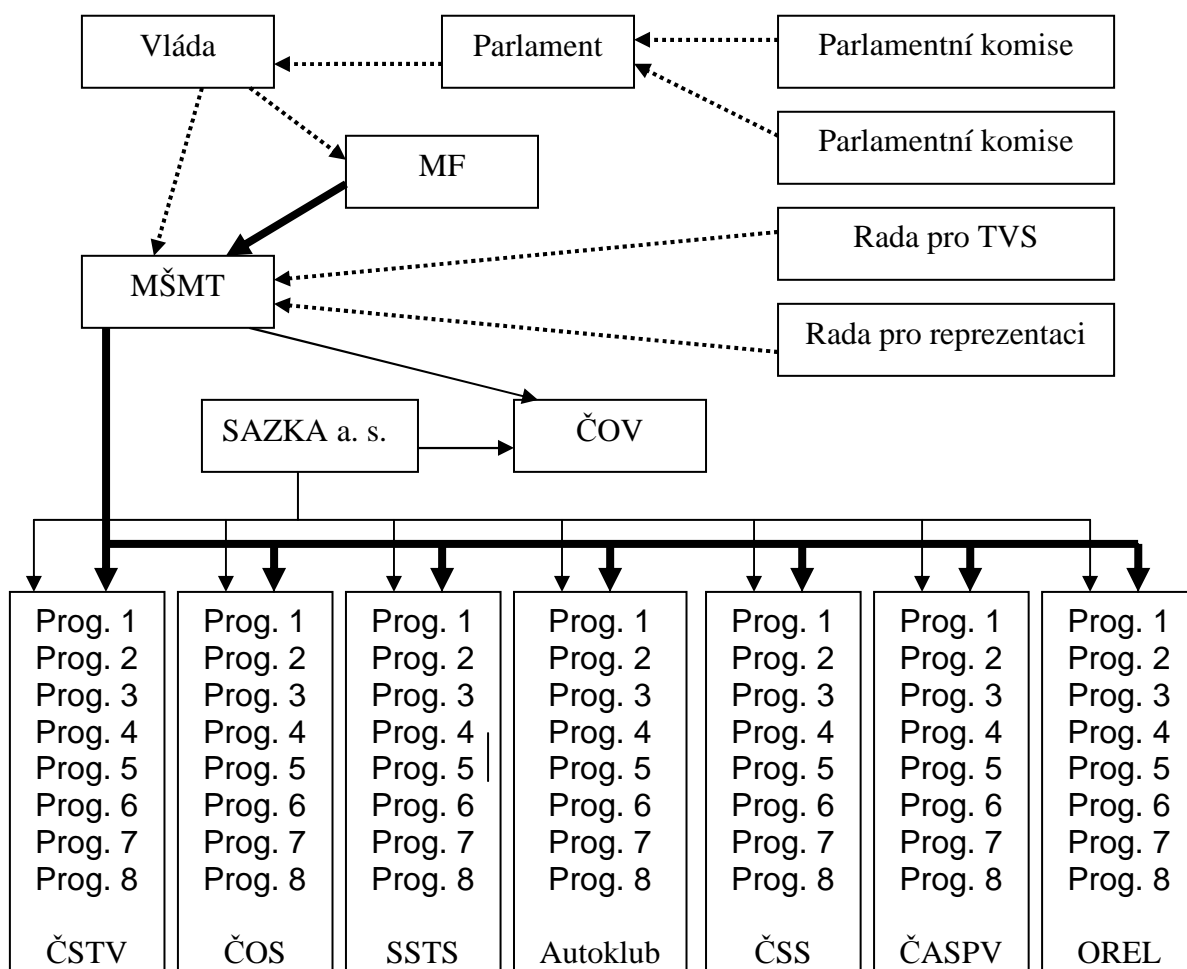 Vláda
Parlament
Parlamentní komise
Parlamentní komise
MF
Rada pro TVS
MŠMT
Rada pro reprezentaci
SAZKA a. s.
ČOV
Prog. 1
Prog. 2
Prog. 3
Prog. 4
Prog. 5
Prog. 6
Prog. 7
Prog. 8
ČSTV
Prog. 1
Prog. 2
Prog. 3
Prog. 4
Prog. 5
Prog. 6
Prog. 7
Prog. 8
ČOS
Prog. 1
Prog. 2
Prog. 3
Prog. 4
Prog. 5
Prog. 6
Prog. 7
Prog. 8
SSTS
Prog. 1
Prog. 2
Prog. 3
Prog. 4
Prog. 5
Prog. 6
Prog. 7
Prog. 8
Autoklub
Prog. 1
Prog. 2
Prog. 3
Prog. 4
Prog. 5
Prog. 6
Prog. 7
Prog. 8
ČSS
Prog. 1
Prog. 2
Prog. 3
Prog. 4
Prog. 5
Prog. 6
Prog. 7
Prog. 8
ČASPV
Prog. 1
Prog. 2
Prog. 3
Prog. 4
Prog. 5
Prog. 6
Prog. 7
Prog. 8
OREL